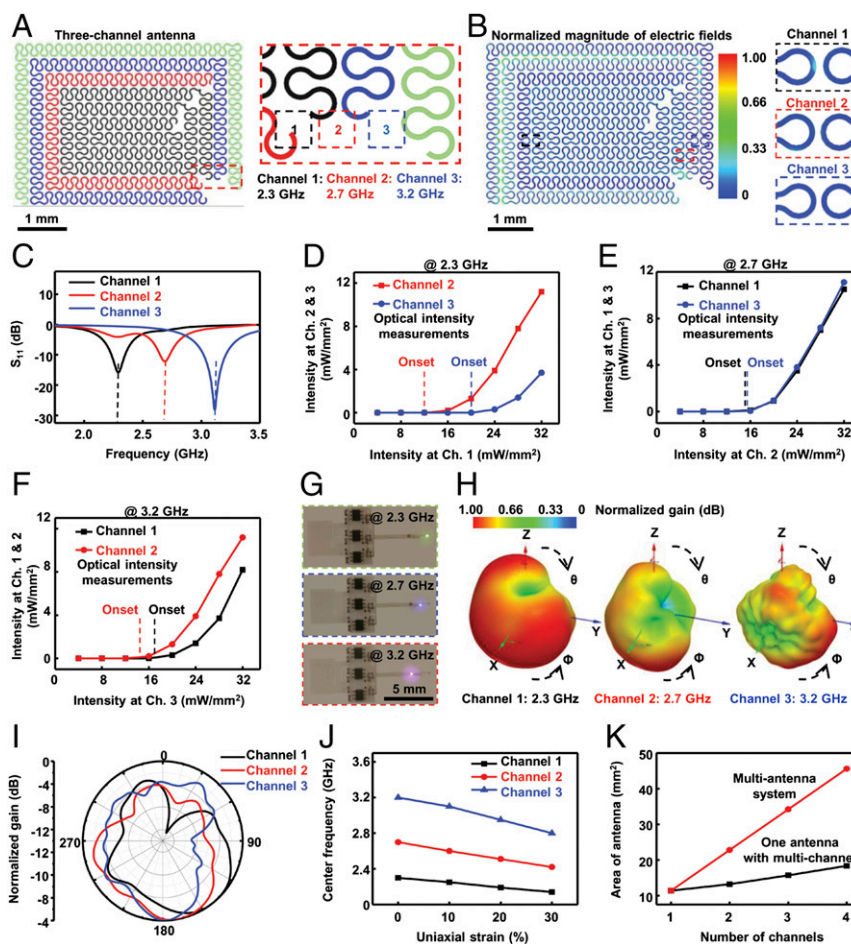 A
Three-channel antenna
1
2
3
Channel 1: Channel 2: Channel 3:
2.3 GHz 2.7 GHz 3.2 GHz
1 mm
B
Normalized magnitude of electric fields
1.00
0.66
0.33
0
1 mm
Channel 1
Channel 2
Channel 3
C
Channel 1
Channel 2
Channel 3
S11 (dB)
0
-10
-20
-30
2.0 2.5 3.0 3.5
Frequency (GHz)
D
@ 2.3 GHz
Channel 2
Channel 3
Optical intensity
measurements
Onset Onset
Intensity at Ch. 2 & 3
(mW/mm²)
12
8
4
0
0 8 16 24 32
Intensity at Ch. 1 (mW/mm²)
E
@ 2.7 GHz
Channel 1
Channel 3
Optical intensity
measurements
Onset Onset
Intensity at Ch. 1 & 3
(mW/mm²)
12
8
4
0
0 8 16 24 32
Intensity at Ch. 2 (mW/mm²)
F
@ 3.2 GHz
Channel 1
Channel 2
Optical intensity
measurements
Onset Onset
Intensity at Ch. 1 & 2
(mW/mm²)
12
8
4
0
0 8 16 24 32
Intensity at Ch. 3 (mW/mm²)
G
@ 2.3 GHz
@ 2.7 GHz
@ 3.2 GHz
5 mm
H
1.00 0.66 0.33 0 Normalized gain (dB)
Z
θ
Y
X
Φ
Z
θ
Y
X
Φ
Z
θ
Y
X
Φ
Channel 1: 2.3 GHz Channel 2: 2.7 GHz Channel 3: 3.2 GHz
I
Channel 1
Channel 2
Channel 3
Normalized gain (dB)
0
-4
-8
-12
-12
-8
-4
0
90
180
270
J
Channel 1
Channel 2
Channel 3
Center frequency (GHz)
3.6
3.2
2.8
2.4
3.6
0 10 20 30
Uniaxial strain (%)
K
Multi-antenna
system
One antenna
with multi-channel
Area of antenna (mm²)
50
40
30
20
10
1 2 3 4
Number of channels